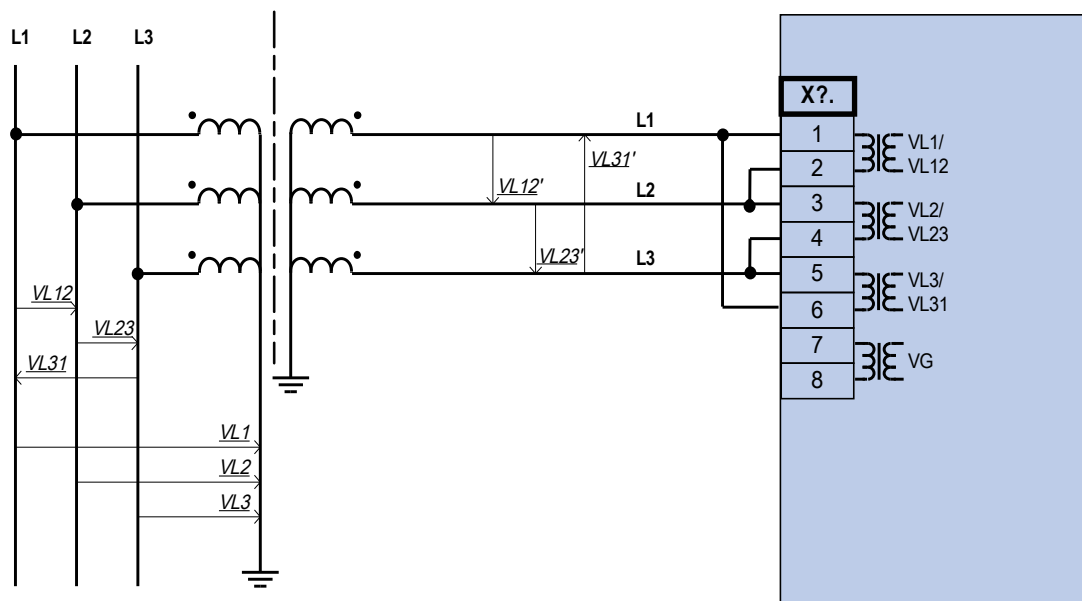 L1 L2 L3
X?.
L1
1
VL1/
VL12
VL31'
2
VL12'
L2
3
VL2/
VL23
4
VL23'
L3
5
VL3/
VL31
VL12
6
VL23
7
VG
VL31
8
VL1
VL2
VL3